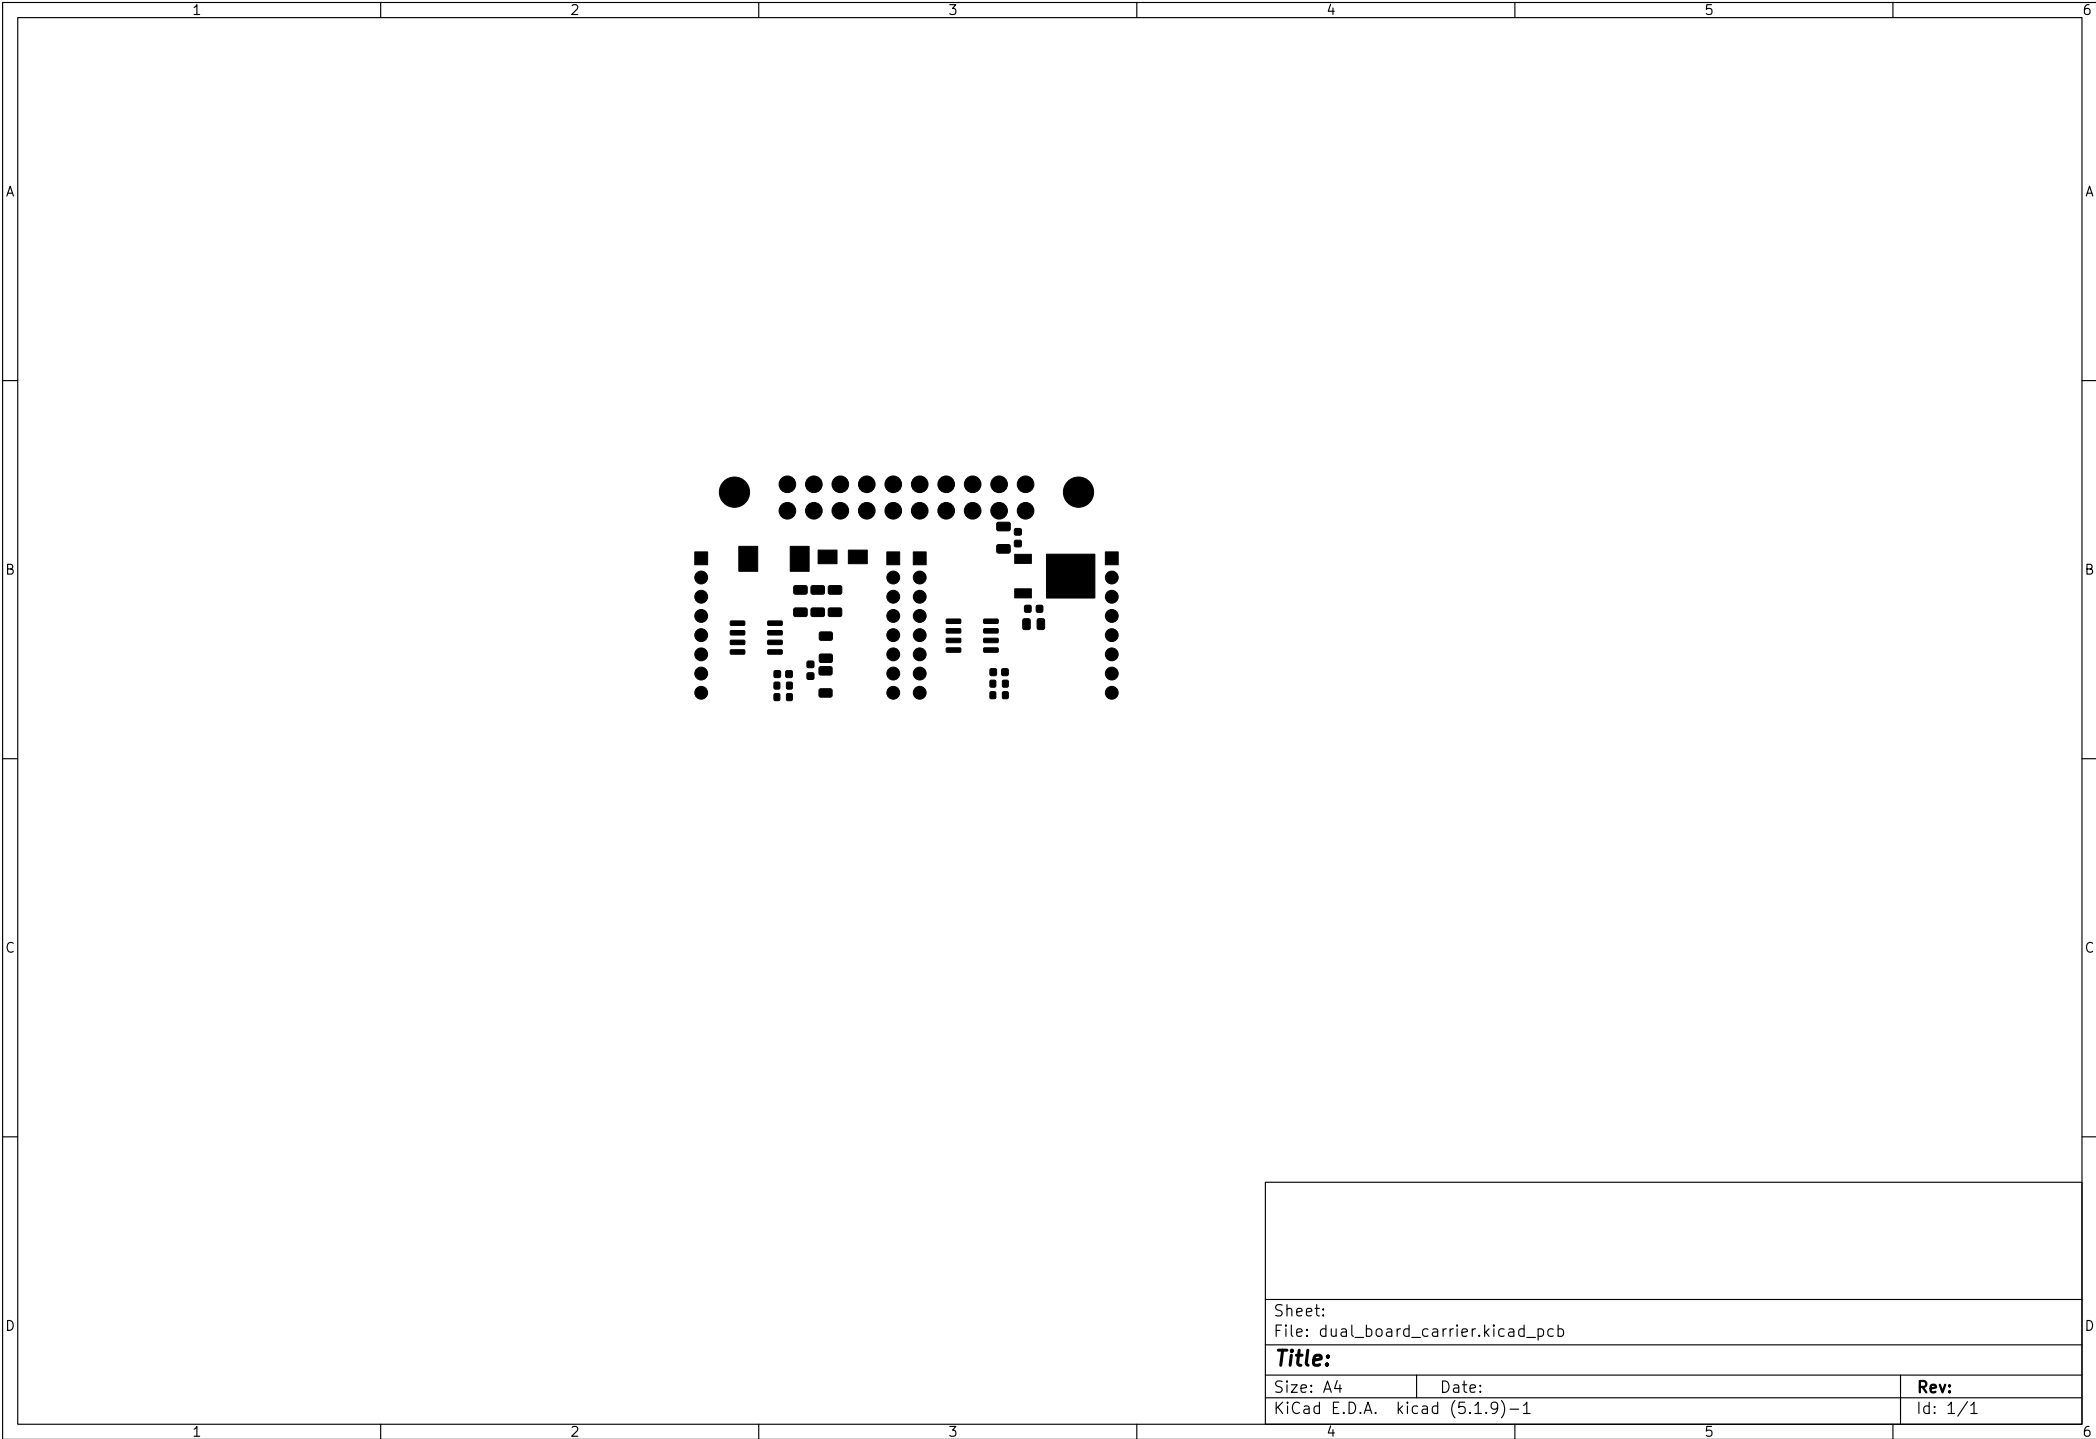 1 2 3 4 5 6
A A
B B
C C
D D
Sheet:
File: dual_board_carrier.kicad_pcb
Title:
Size: A4 Date: Rev:
KiCad E.D.A. kicad (5.1.9)-1 Id: 1/1
1 2 3 4 5 6